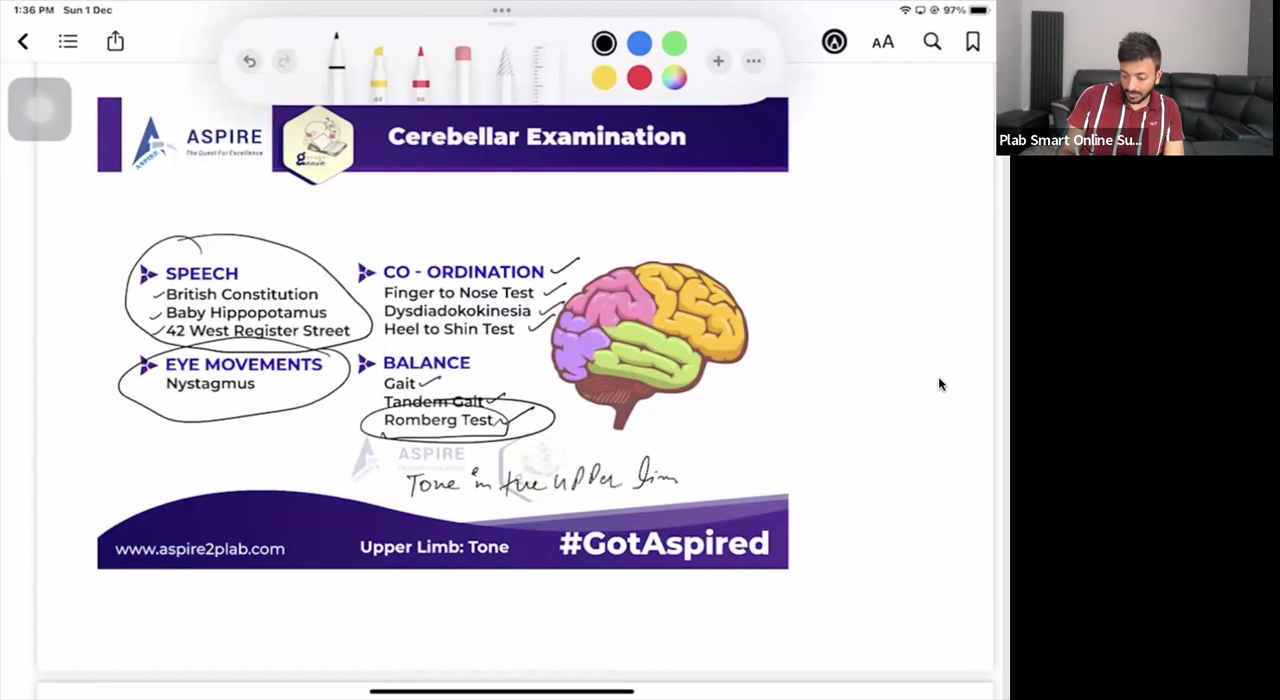 1:36 PM Sun 1 Dec
97%
AA
ASPIRE
The Quest For Excellence
Cerebellar Examination
SPEECH
British Constitution
Baby Hippopotamus
42 West Register Street
EYE MOVEMENTS
Nystagmus
CO - ORDINATION
Finger to Nose Test
Dysdiadokokinesia
Heel to Shin Test
BALANCE
Gait
Tandem Gait
Romberg Test
ASPIRE
Tone in the upper lim
www.aspire2plab.com
Upper Limb: Tone
#GotAspired
Plab Smart Online Su...